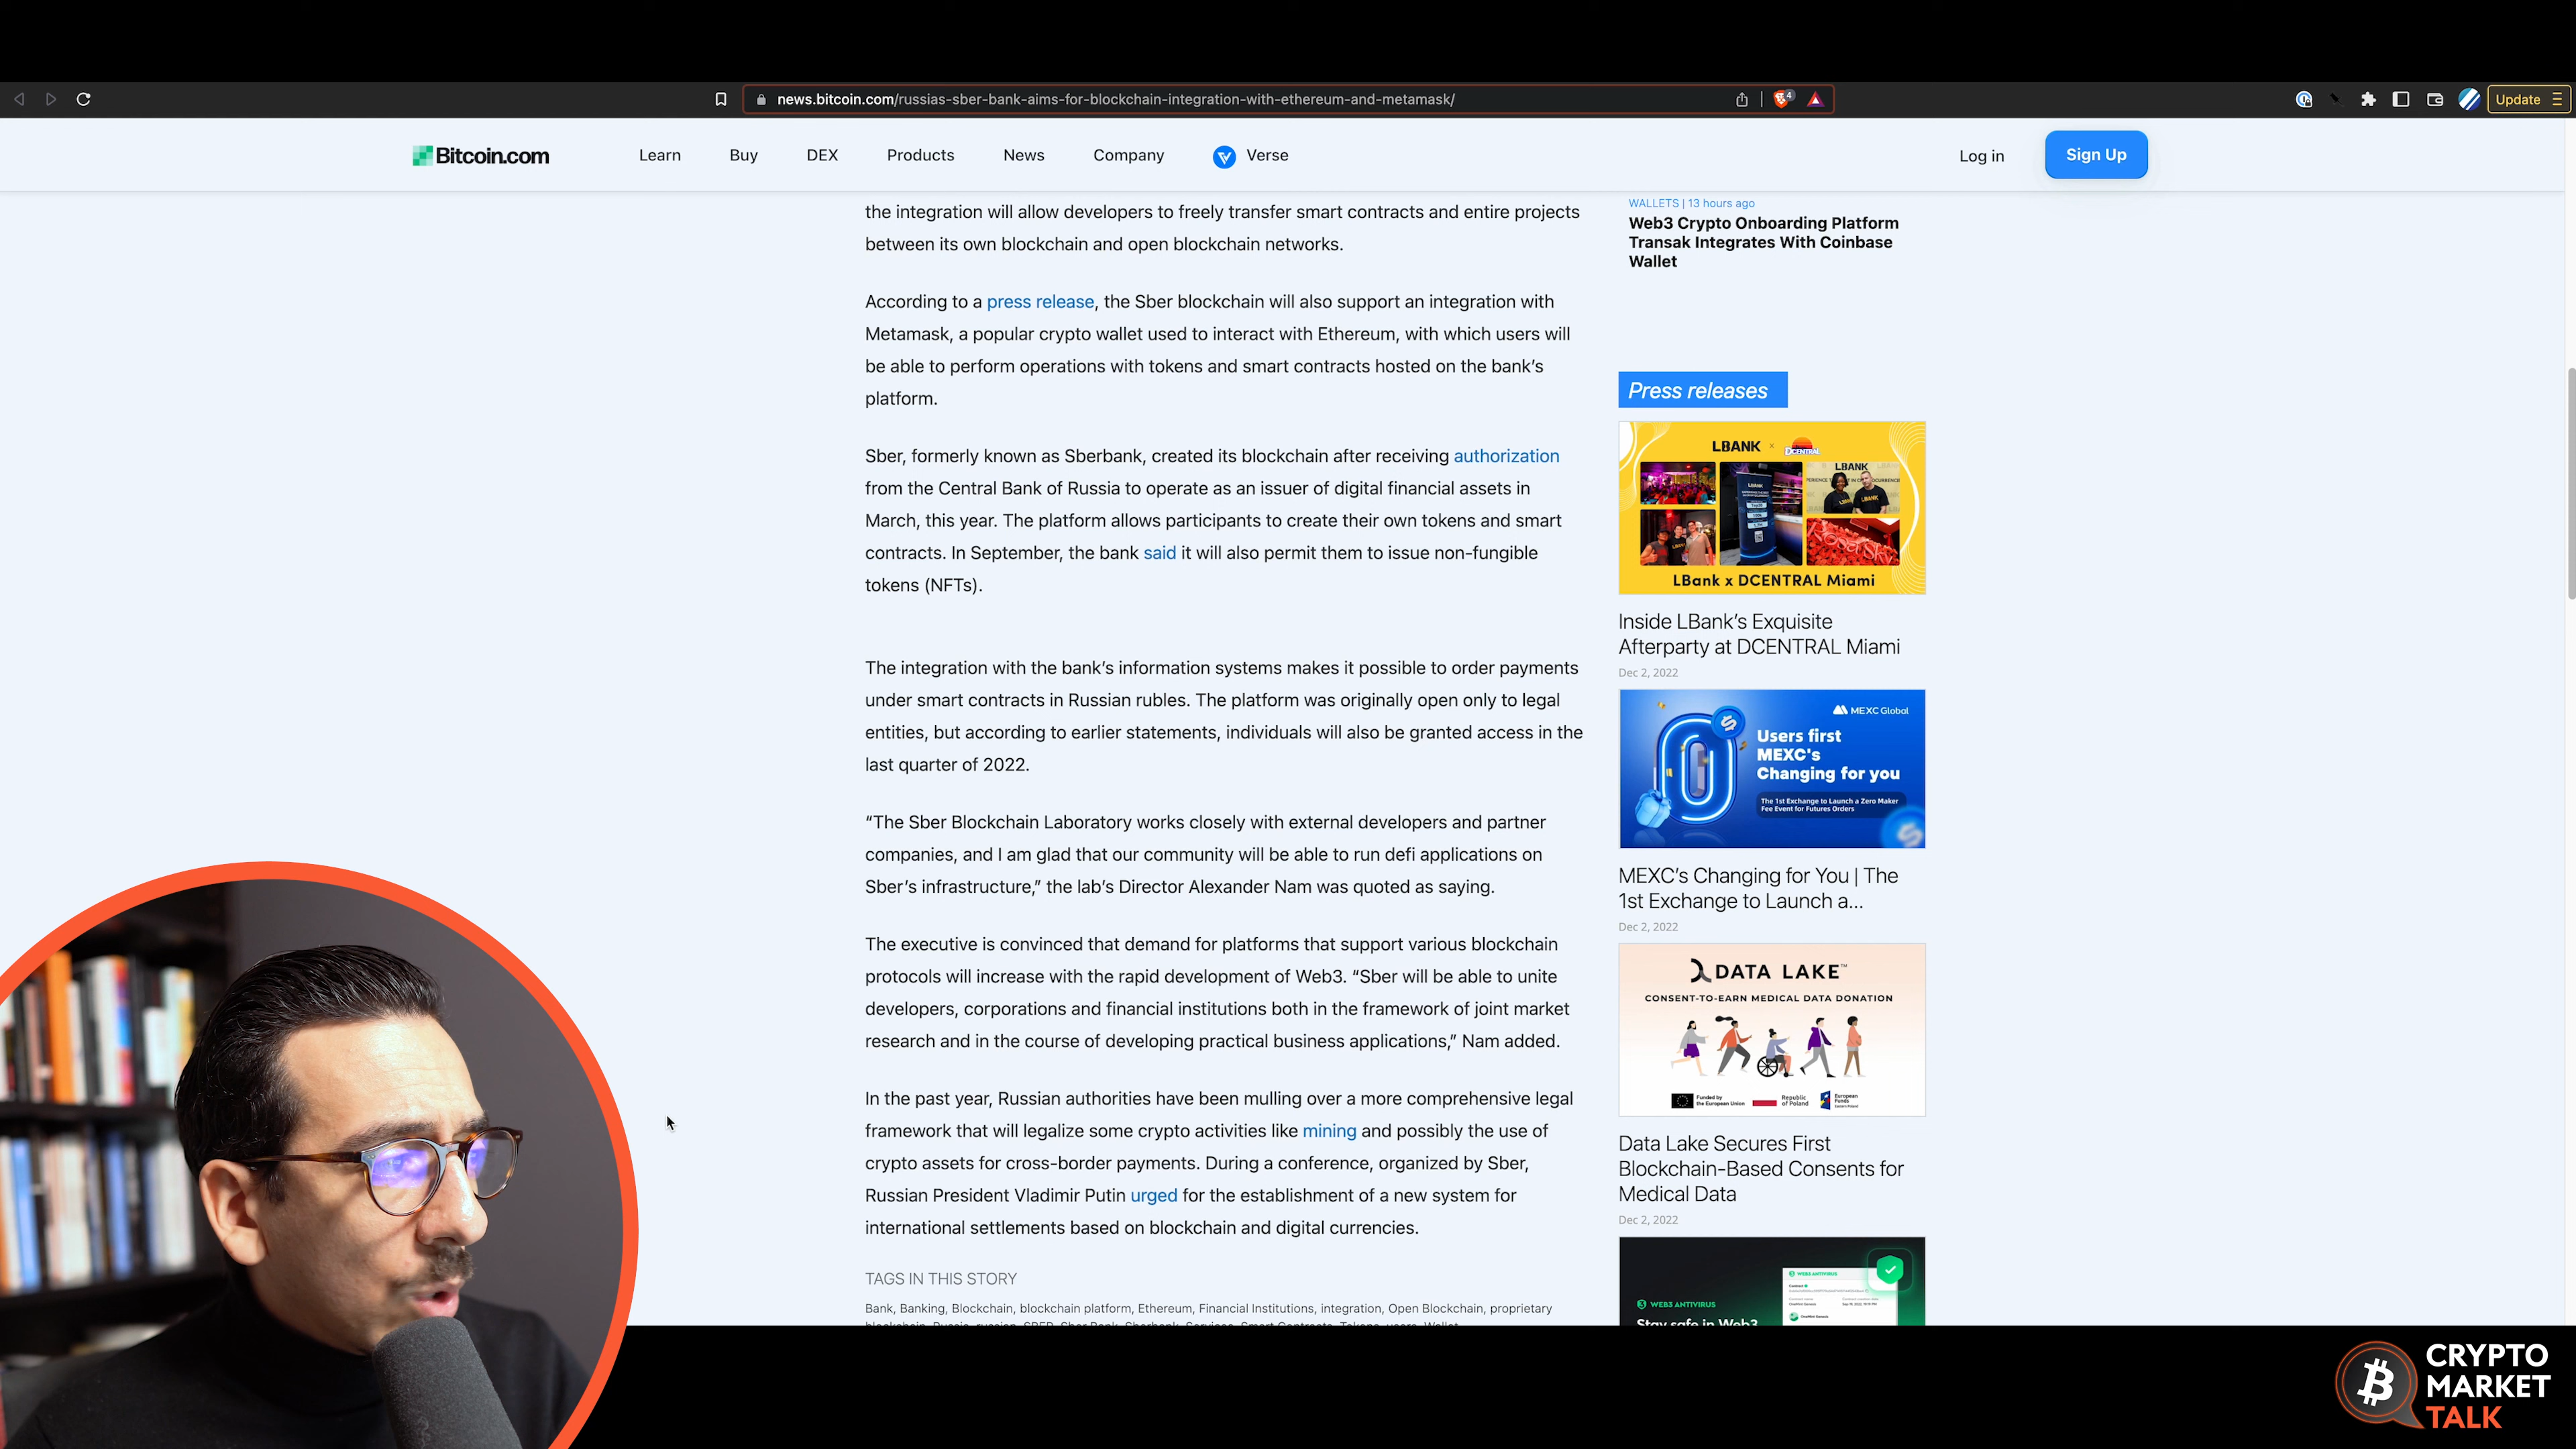 news.bitcoin.com/russias-sber-bank-aims-for-blockchain-integration-with-ethereum-and-metamask/
4
Update
Bitcoin.com
Learn
Buy
DEX
Products
News
Company
Verse
Log in
Sign Up
the integration will allow developers to freely transfer smart contracts and entire projects
between its own blockchain and open blockchain networks.
According to a press release, the Sber blockchain will also support an integration with
Metamask, a popular crypto wallet used to interact with Ethereum, with which users will
be able to perform operations with tokens and smart contracts hosted on the bank’s
platform.
Sber, formerly known as Sberbank, created its blockchain after receiving authorization
from the Central Bank of Russia to operate as an issuer of digital financial assets in
March, this year. The platform allows participants to create their own tokens and smart
contracts. In September, the bank said it will also permit them to issue non-fungible
tokens (NFTs).
The integration with the bank’s information systems makes it possible to order payments
under smart contracts in Russian rubles. The platform was originally open only to legal
entities, but according to earlier statements, individuals will also be granted access in the
last quarter of 2022.
“The Sber Blockchain Laboratory works closely with external developers and partner
companies, and I am glad that our community will be able to run defi applications on
Sber’s infrastructure,” the lab’s Director Alexander Nam was quoted as saying.
The executive is convinced that demand for platforms that support various blockchain
protocols will increase with the rapid development of Web3. “Sber will be able to unite
developers, corporations and financial institutions both in the framework of joint market
research and in the course of developing practical business applications,” Nam added.
In the past year, Russian authorities have been mulling over a more comprehensive legal
framework that will legalize some crypto activities like mining and possibly the use of
crypto assets for cross-border payments. During a conference, organized by Sber,
Russian President Vladimir Putin urged for the establishment of a new system for
international settlements based on blockchain and digital currencies.
TAGS IN THIS STORY
Bank, Banking, Blockchain, blockchain platform, Ethereum, Financial Institutions, integration, Open Blockchain, proprietary
WALLETS | 13 hours ago
Web3 Crypto Onboarding Platform
Transak Integrates With Coinbase
Wallet
Press releases
LBANK × DCENTRAL
LBANK
LBank x DCENTRAL Miami
Inside LBank’s Exquisite
Afterparty at DCENTRAL Miami
Dec 2, 2022
MEXC Global
Users first
MEXC's
Changing for you
The 1st Exchange to Launch a Zero Maker
Fee Event for Futures Orders
MEXC’s Changing for You | The
1st Exchange to Launch a...
Dec 2, 2022
DATA LAKE™
CONSENT-TO-EARN MEDICAL DATA DONATION
Funded by
the European Union
Republic
of Poland
European
Funds
Data Lake Secures First
Blockchain-Based Consents for
Medical Data
Dec 2, 2022
WEB3 ANTIVIRUS
WEB3 ANTIVIRUS
Stay safe in Web3
CRYPTO
MARKET
TALK